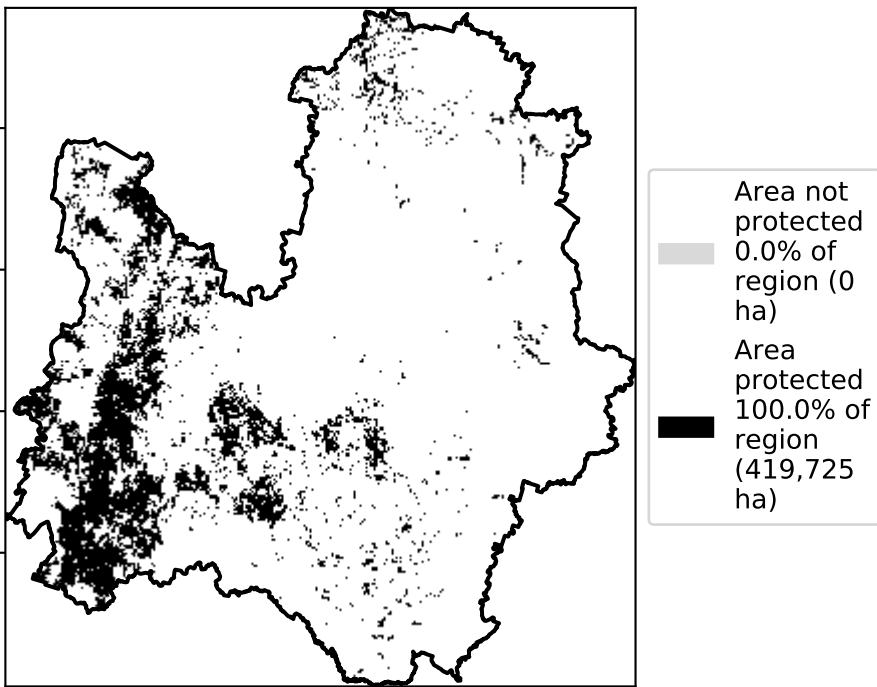 Area not
protected
0.0% of
region (0
ha)
Area
protected
100.0% of
region
(419,725
ha)